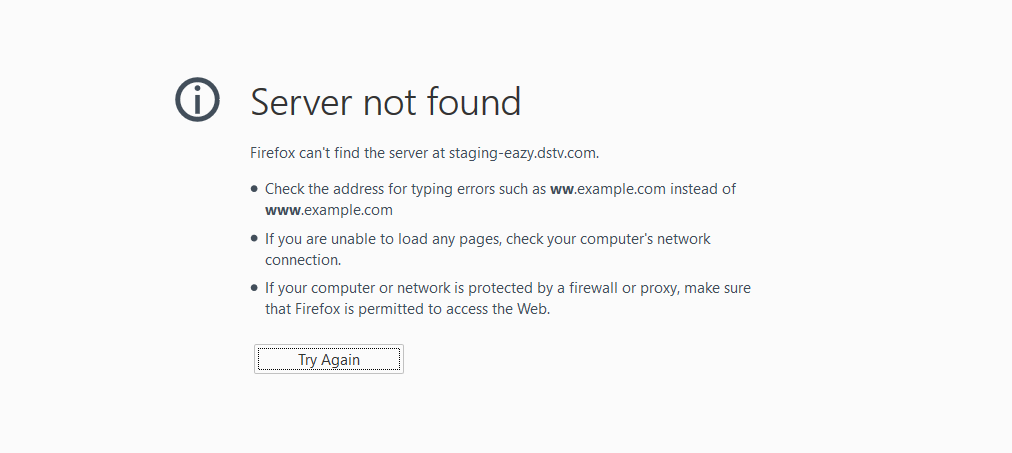 Server not found
Firefox can't find the server at staging-eazy.dstv.com.
• Check the address for typing errors such as ww.example.com instead of
www.example.com
• If you are unable to load any pages, check your computer's network
connection.
• If your computer or network is protected by a firewall or proxy, make sure
that Firefox is permitted to access the Web.
Try Again